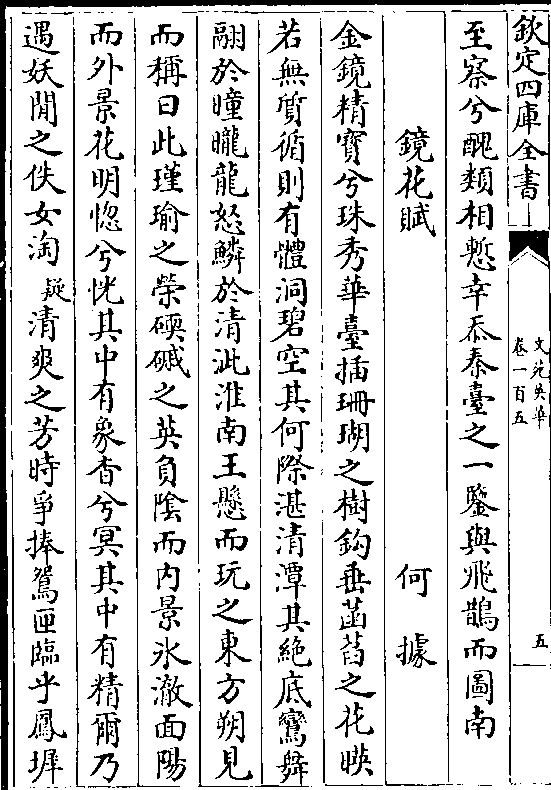 欽定四庫全書
文苑英華
卷一百五
五
至察兮醜類相慙幸忝秦臺之一鑒與飛鵲而圖南
鏡花賦
何據
金鏡精寶兮珠秀華臺插珊瑚之樹鈎垂菡萏之花暎
若無質循則有體洞碧空其何際湛清潭其絶底鸞舞
翮於曈曨龍怒鱗於清泚淮南王懸而玩之東方朔見
而稱曰此瑾瑜之榮磸磩之英負陰而内景氷澈面陽
而外景花明惚兮恍其中有象杳兮冥其中有精爾乃
遇妖閒之佚女淘疑清爽之芳時爭捧鴛匣臨乎鳳墀